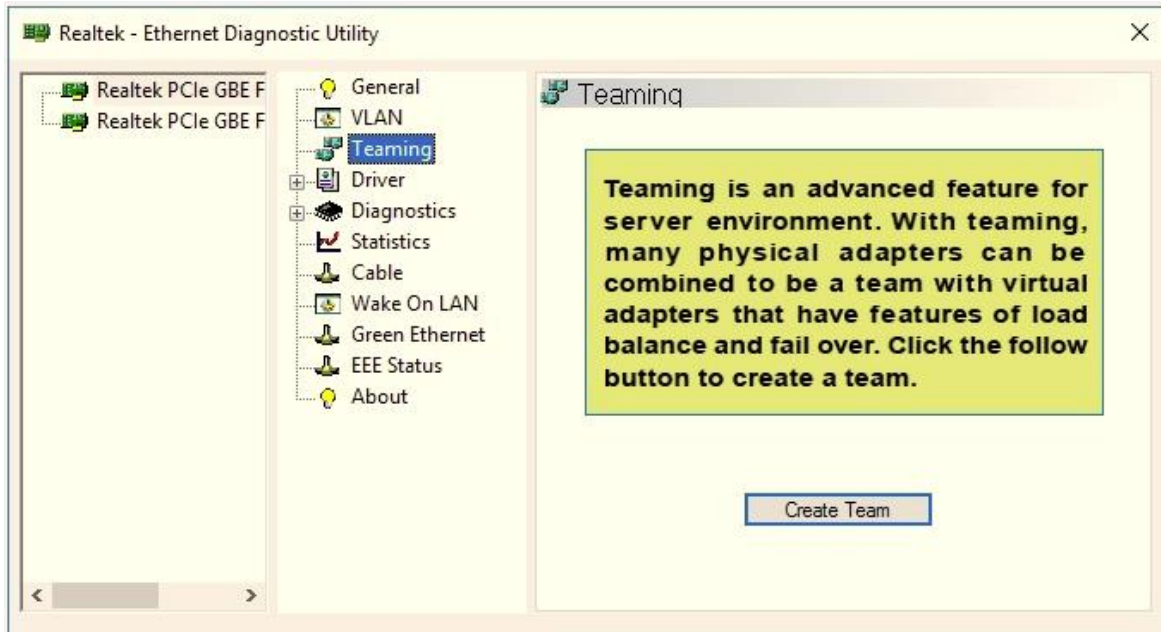 Realtek - Ethernet Diagnostic Utility
Realtek PCIe GBE F
Realtek PCIe GBE F
General
VLAN
Teaming
Driver
Diagnostics
Statistics
Cable
Wake On LAN
Green Ethernet
EEE Status
About
Teaming
Teaming is an advanced feature for
server environment. With teaming,
many physical adapters can be
combined to be a team with virtual
adapters that have features of load
balance and fail over. Click the follow
button to create a team.
Create Team